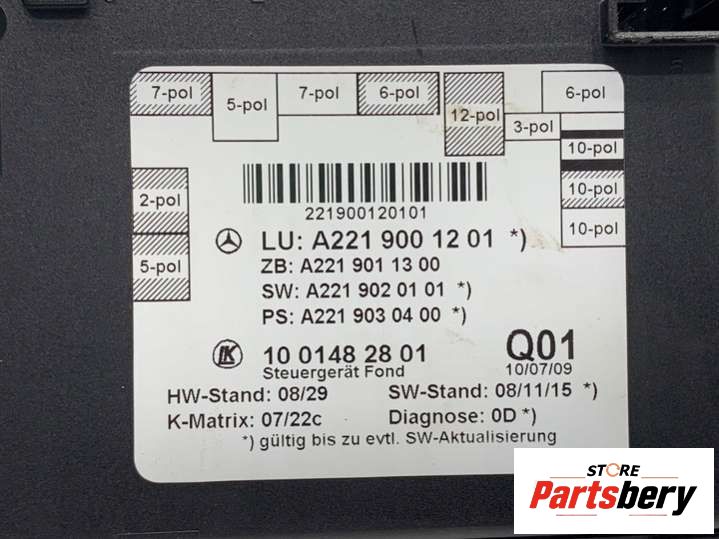 7-pol
5-pol
7-pol
6-pol
12-pol
3-pol
6-pol
10-pol
10-pol
10-pol
2-pol
5-pol
221900120101
LU: A221 900 12 01 *)
ZB: A221 901 13 00
SW: A221 902 01 01 *)
PS: A221 903 04 00 *)
10 0148 28 01
Q01
Steuergerät Fond
10/07/09
HW-Stand: 08/29
SW-Stand: 08/11/15 *)
K-Matrix: 07/22c
Diagnose: 0D *)
*) gültig bis zu evtl. SW-Aktualisierung
STORE
Partsbery